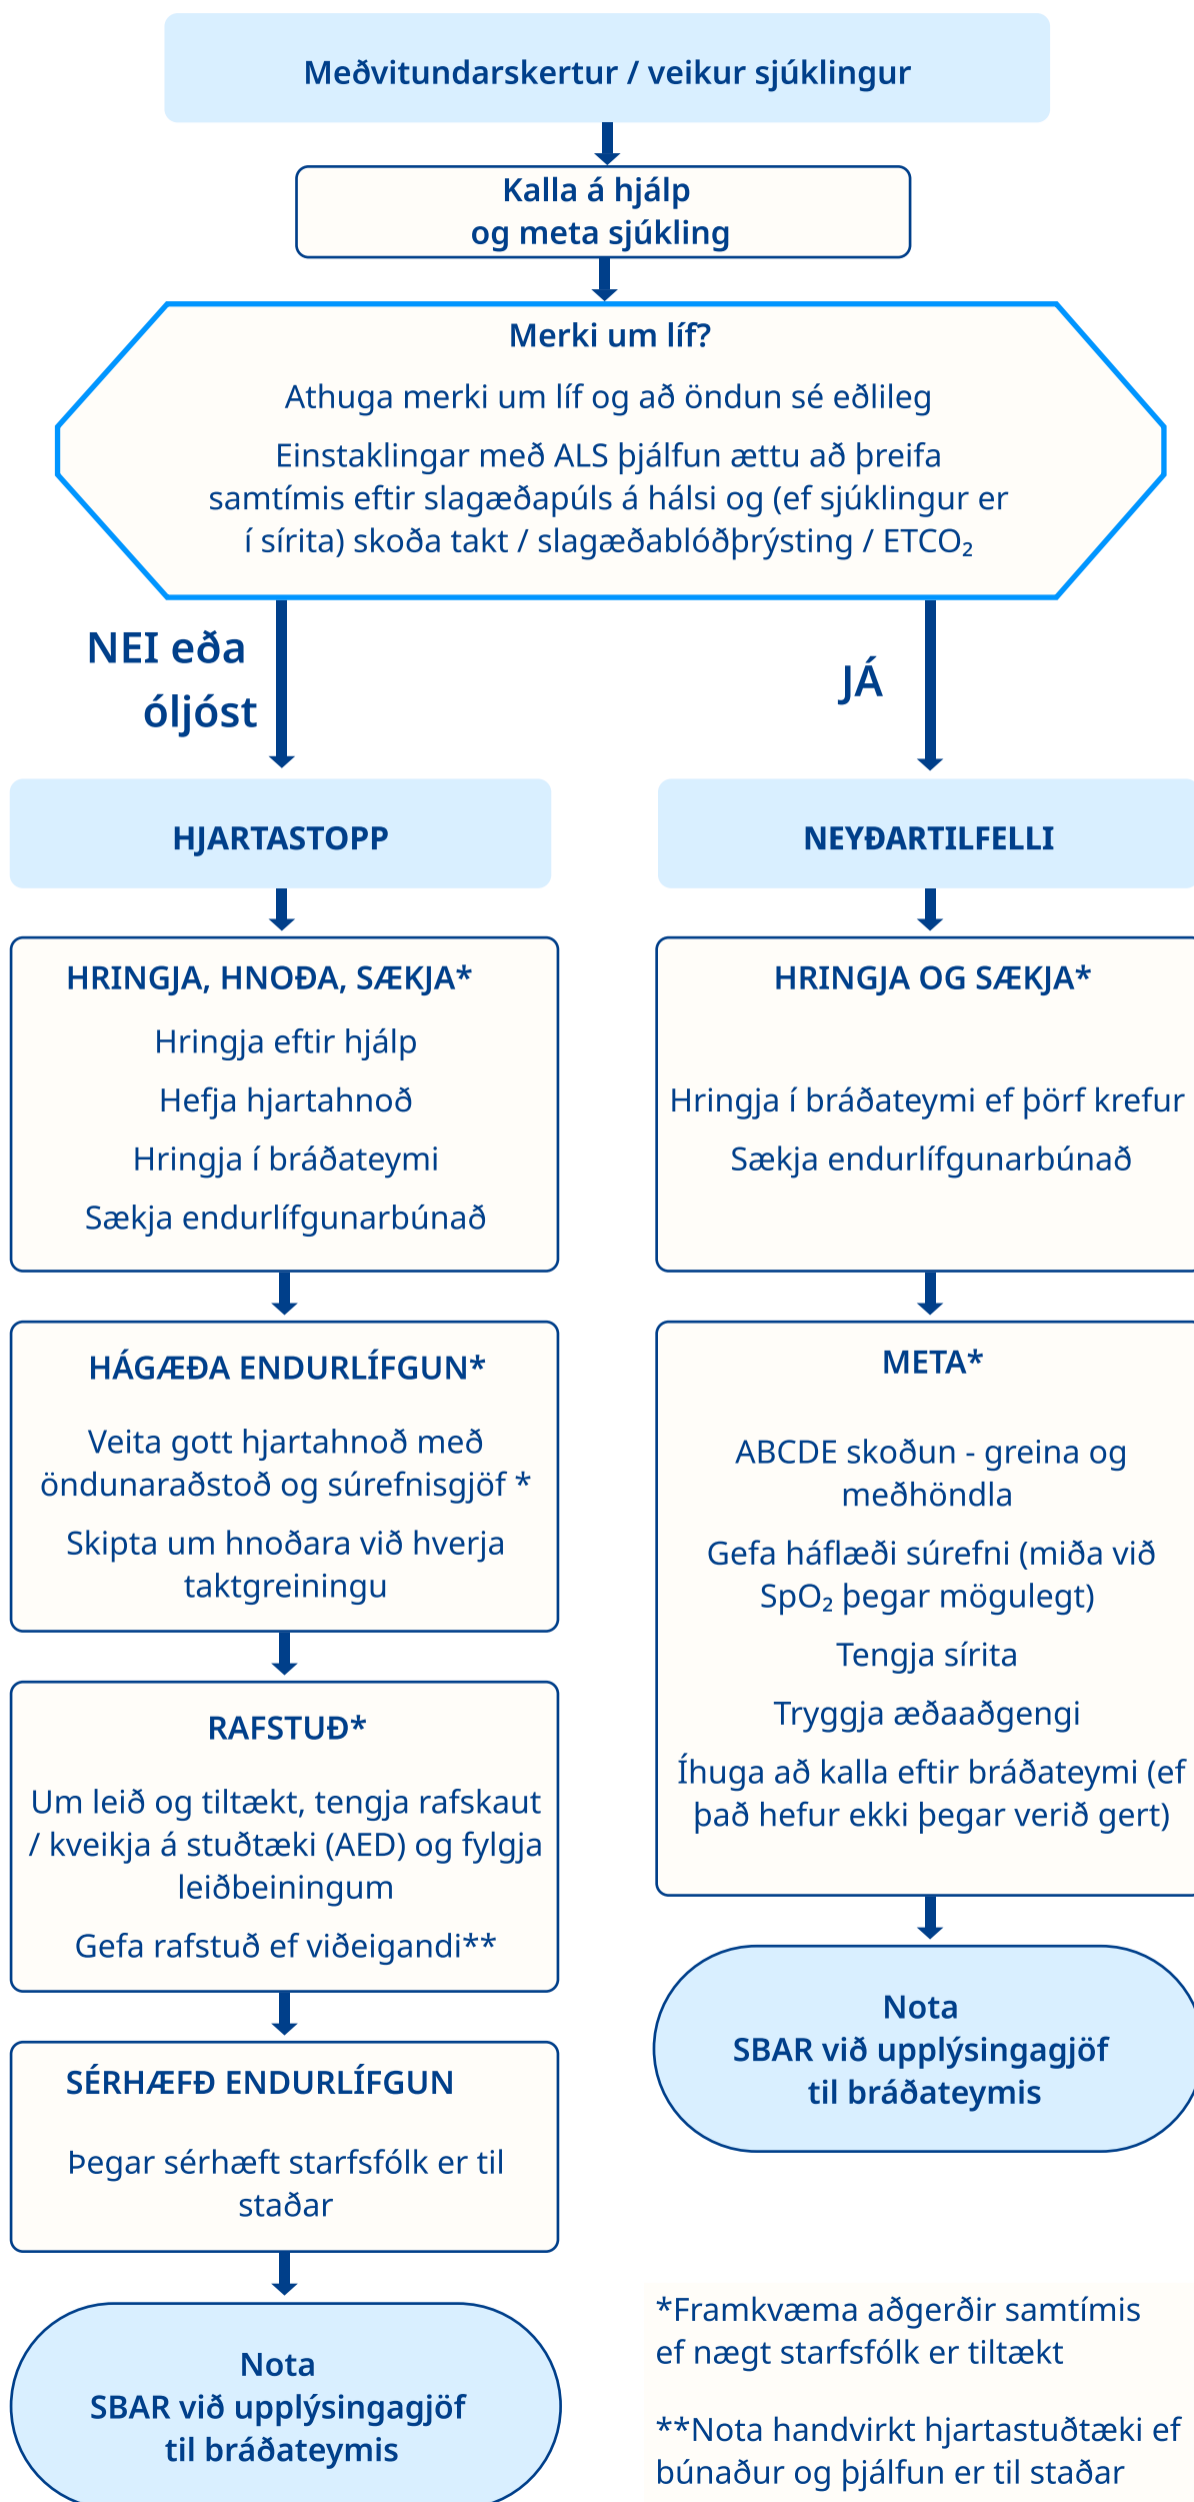 Meðvitundarskertur / veikur sjúklingur
Kalla á hjálp
og meta sjúkling
Merki um líf?
Athuga merki um líf og að öndun sé eðlileg
Einstaklingar með ALS þjálfun ættu að þreifa
samtímis eftir slagæðapúls á hálsi og (ef sjúklingur er
í sírita) skoða takt / slagæðablóðþrýsting / ETCO₂
NEI eða
óljóst
JÁ
HJARTASTOPP
HRINGJA, HNOÐA, SÆKJA*
Hringja eftir hjálp
Hefja hjartahnoð
Hringja í bráðateymi
Sækja endurlífgunarbúnað
HÁGÆÐA ENDURLÍFGUN*
Veita gott hjartahnoð með
öndunaraðstoð og súrefnisgjöf *
Skipta um hnoðara við hverja
taktgreiningu
RAFSTUÐ*
Um leið og tiltækt, tengja rafskaut
/ kveikja á stuðtæki (AED) og fylgja
leiðbeiningum
Gefa rafstuð ef viðeigandi**
SÉRHÆFÐ ENDURLÍFGUN
Þegar sérhæft starfsfólk er til
staðar
Nota
SBAR við upplýsingagjöf
til bráðateymis
NEYÐARTILFELLI
HRINGJA OG SÆKJA*
Hringja í bráðateymi ef þörf krefur
Sækja endurlífgunarbúnað
META*
ABCDE skoðun - greina og
meðhöndla
Gefa háflæði súrefni (miða við
SpO₂ þegar mögulegt)
Tengja sírita
Tryggja æðaaðgengi
Íhuga að kalla eftir bráðateymi (ef
það hefur ekki þegar verið gert)
Nota
SBAR við upplýsingagjöf
til bráðateymis
*Framkvæma aðgerðir samtímis
ef nægt starfsfólk er tiltækt
**Nota handvirkt hjartastuðtæki ef
búnaður og þjálfun er til staðar